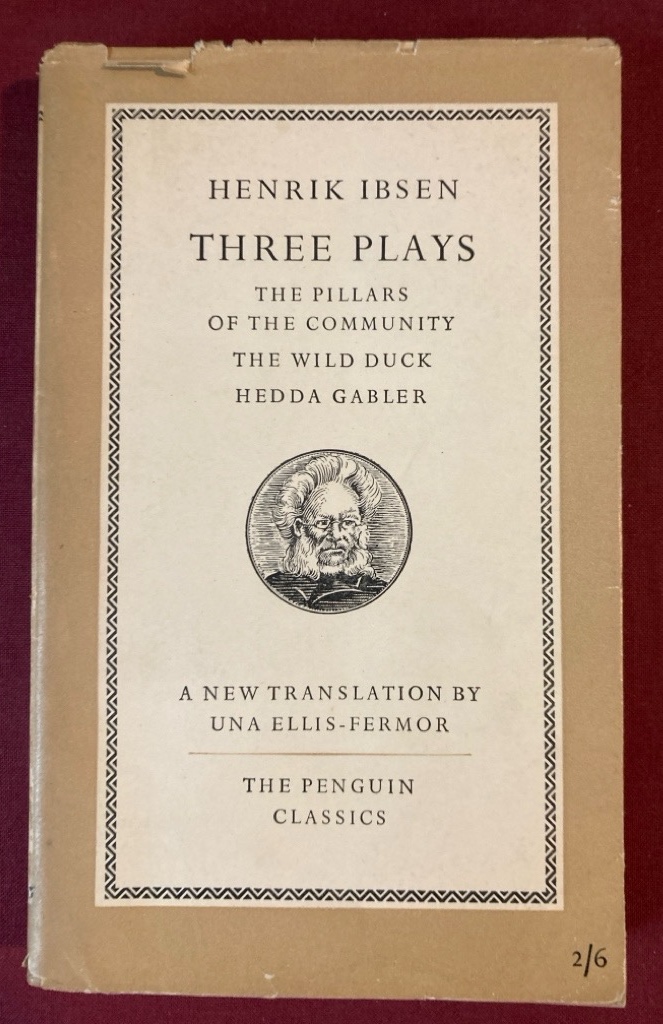 HENRIK IBSEN
THREE PLAYS
THE PILLARS
OF THE COMMUNITY
THE WILD DUCK
HEDDA GABLER
A NEW TRANSLATION BY
UNA ELLIS-FERMOR
THE PENGUIN
CLASSICS
2/6